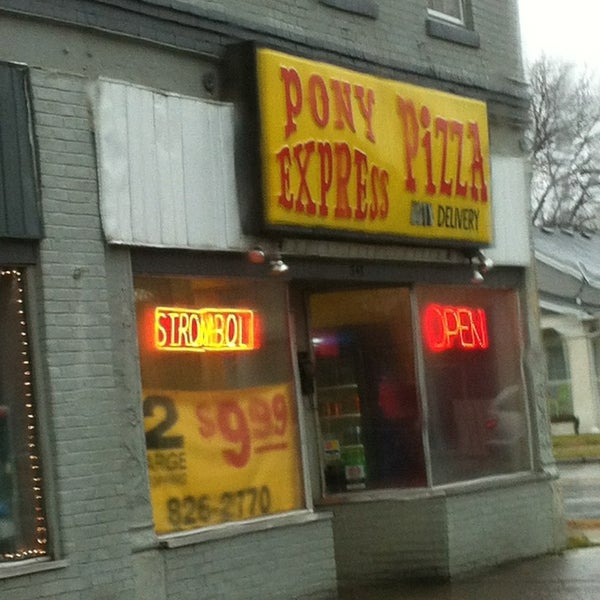 PONY EXPRESS PIZZA
DELIVERY
STROMBOLI
OPEN
2 $9.99
LARGE
826-2770